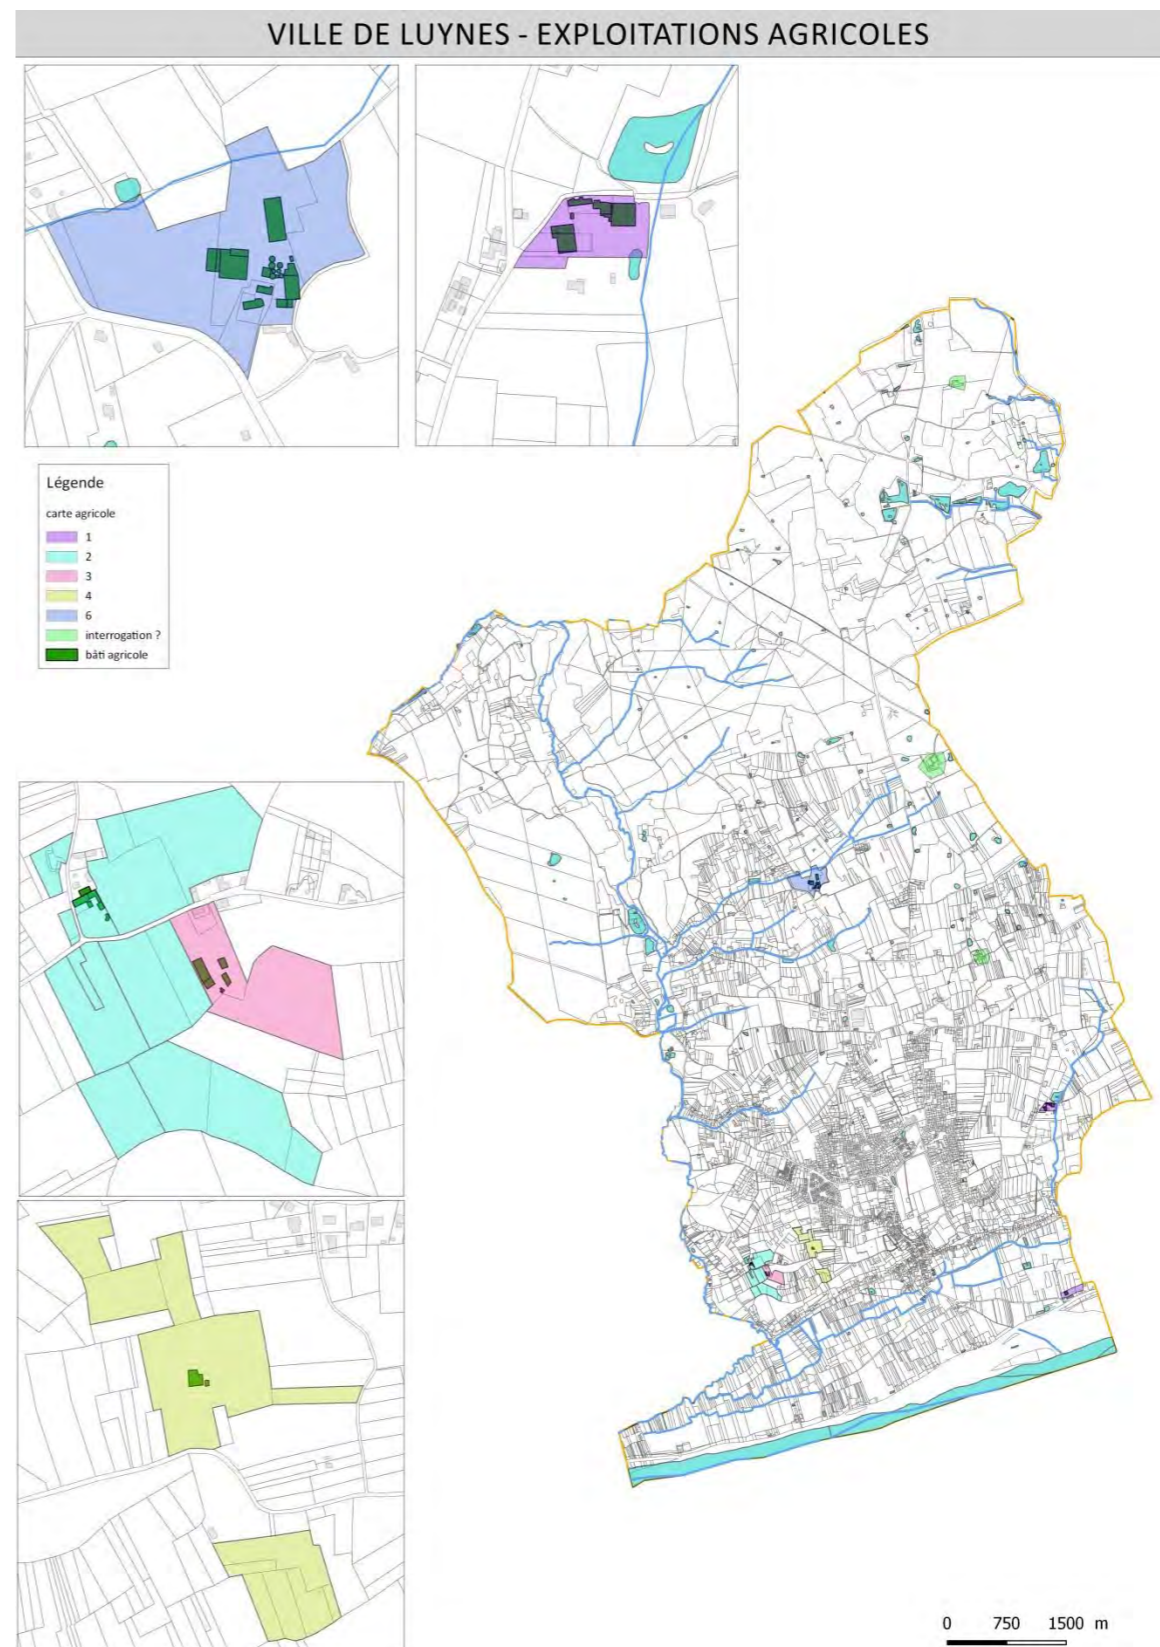 VILLE DE LUYNES - EXPLOITATIONS AGRICOLES
Légende
carte agricole
1
2
3
4
6
interrogation ?
bâti agricole
0 750 1500 m